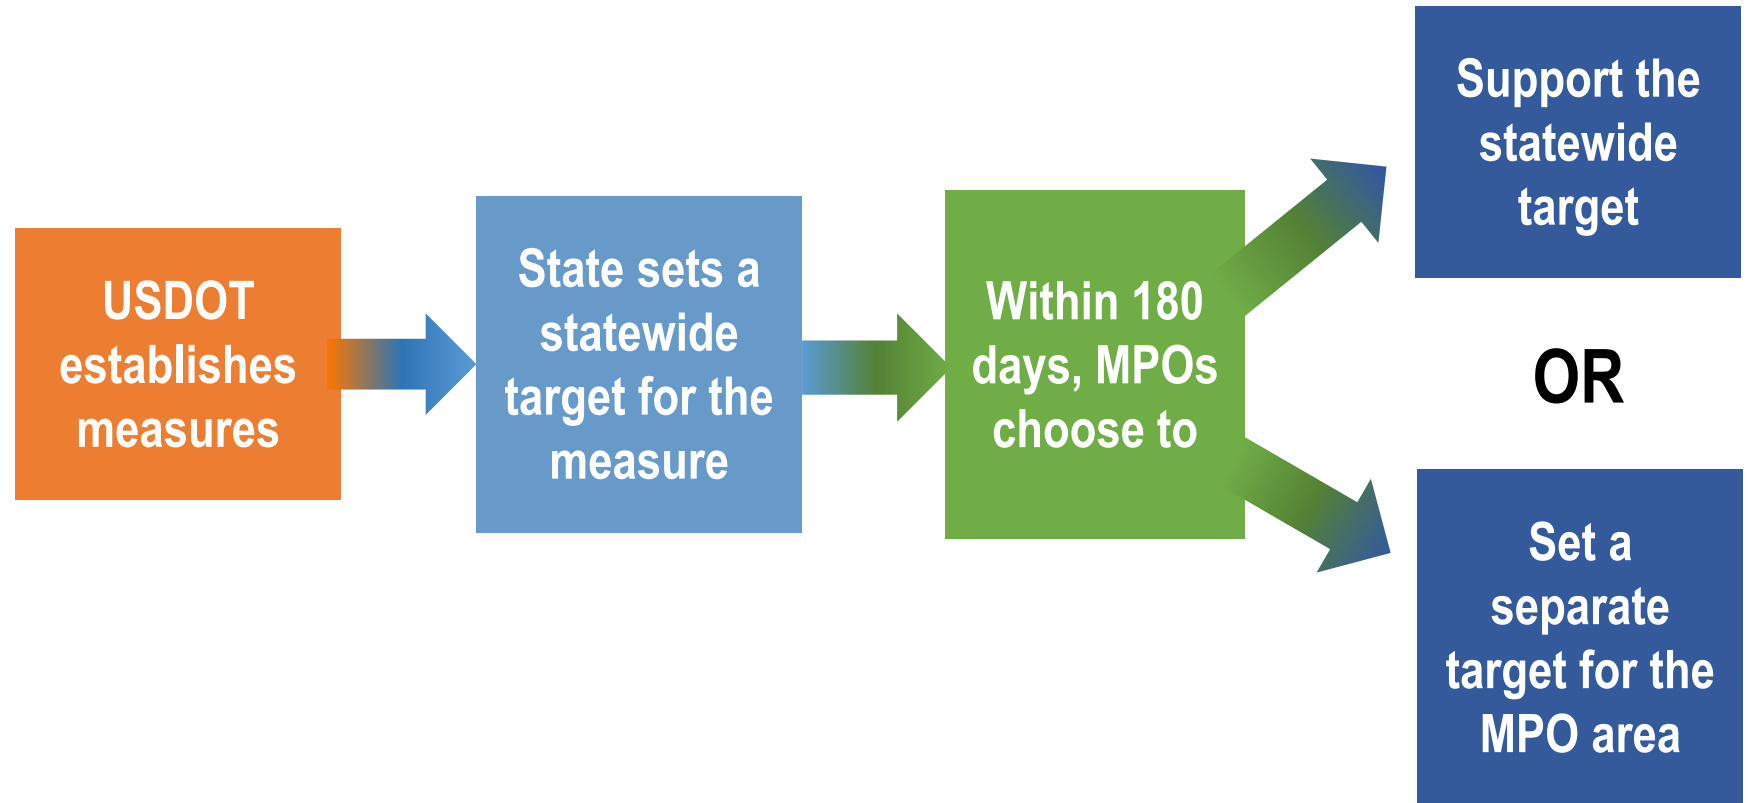 USDOT
establishes
measures
State sets a
statewide
target for the
measure
Within 180
days, MPOs
choose to
Support the
statewide
target
OR
Set a
separate
target for the
MPO area